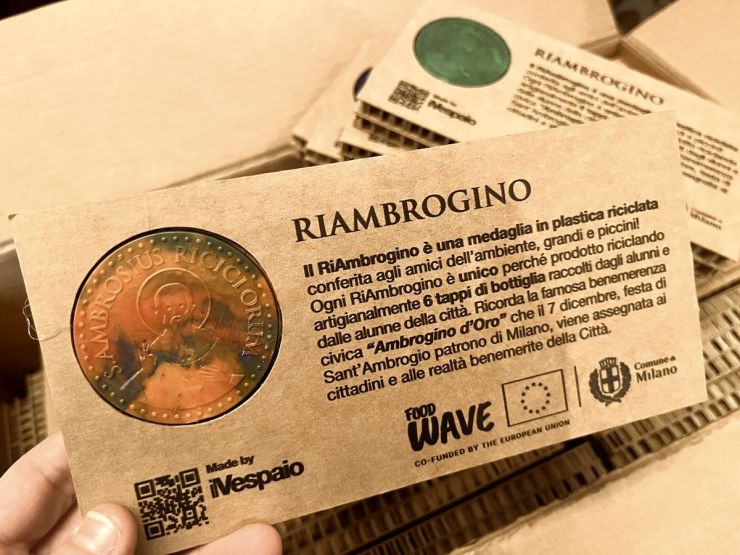 RIAMBROGINO
Il RiAmbrogino è una medaglia in plastica riciclata
conferita agli amici dell'ambiente, grandi e piccini!
Ogni RiAmbrogino è unico perché prodotto riciclando
artigianalmente 6 tappi di bottiglia raccolti dagli alunni e
dalle alunne della città. Ricorda la famosa benemerenza
civica "Ambrogino d'Oro" che il 7 dicembre, festa di
Sant'Ambrogio patrono di Milano, viene assegnata ai
cittadini e alle realtà benemerite della Città.
S AMBROSIUS RICICLORUM
Made by
iVespaio
FOOD
WAVE
CO-FUNDED BY THE EUROPEAN UNION
Comune di
Milano
RIAMBROGINO
Made by
iVespaio
Milano